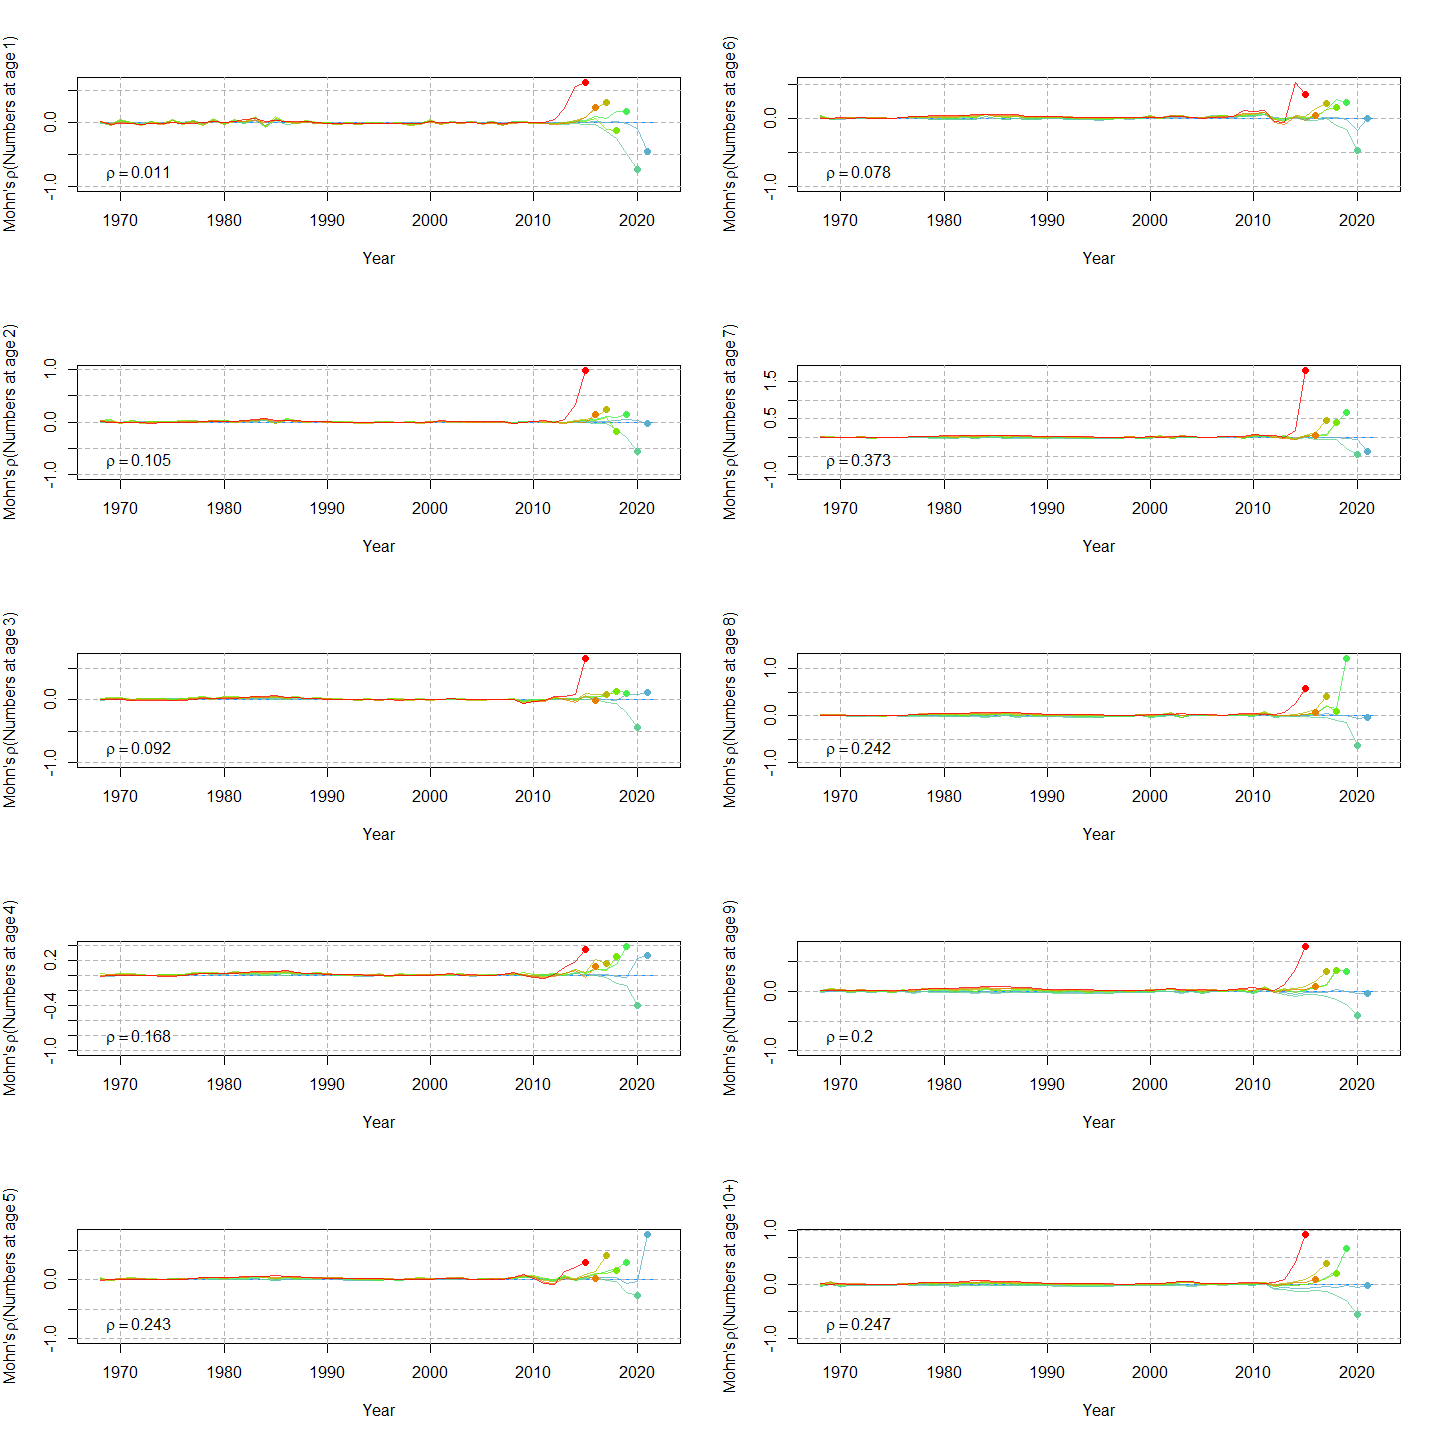 Mohn's ρ(Numbers at age 1)
0.0
-1.0
ρ = 0.011
1970 1980 1990 2000 2010 2020
Year
Mohn's ρ(Numbers at age 6)
0.0
-1.0
ρ = 0.078
1970 1980 1990 2000 2010 2020
Year
Mohn's ρ(Numbers at age 2)
1.0
0.0
-1.0
ρ = 0.105
1970 1980 1990 2000 2010 2020
Year
Mohn's ρ(Numbers at age 7)
1.5
0.5
-1.0
ρ = 0.373
1970 1980 1990 2000 2010 2020
Year
Mohn's ρ(Numbers at age 3)
0.0
-1.0
ρ = 0.092
1970 1980 1990 2000 2010 2020
Year
Mohn's ρ(Numbers at age 8)
1.0
0.0
-1.0
ρ = 0.242
1970 1980 1990 2000 2010 2020
Year
Mohn's ρ(Numbers at age 4)
0.2
-0.4
-1.0
ρ = 0.168
1970 1980 1990 2000 2010 2020
Year
Mohn's ρ(Numbers at age 9)
0.0
-1.0
ρ = 0.2
1970 1980 1990 2000 2010 2020
Year
Mohn's ρ(Numbers at age 5)
0.0
-1.0
ρ = 0.243
1970 1980 1990 2000 2010 2020
Year
Mohn's ρ(Numbers at age 10+)
1.0
0.0
-1.0
ρ = 0.247
1970 1980 1990 2000 2010 2020
Year